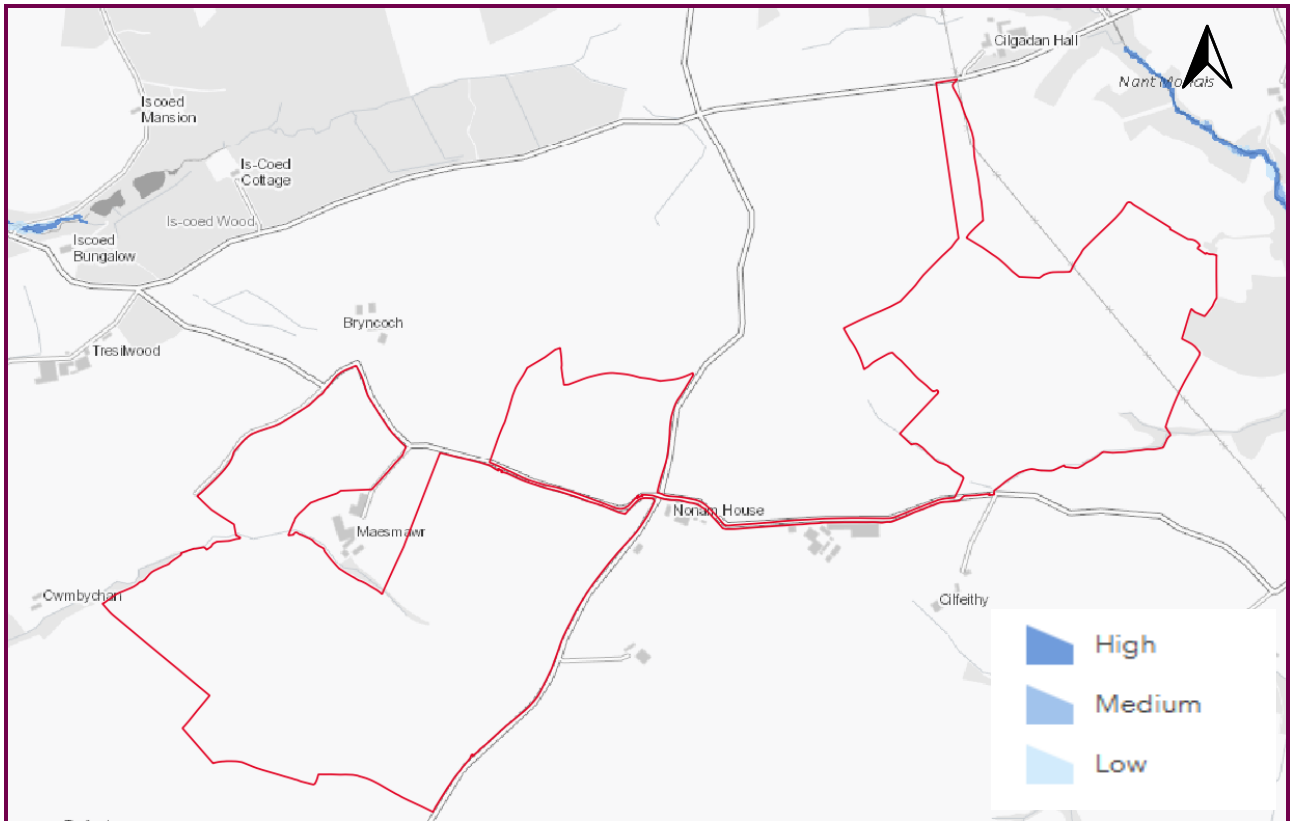 Cilgadan Hall
Iscoed
Mansion
Is-Coed
Cottage
Is-coed Wood
Iscoed
Bungalow
Bryncoch
Tresilwood
Nonam House
Maesmawr
Cwmbychan
Cilfeithy
High
Medium
Low